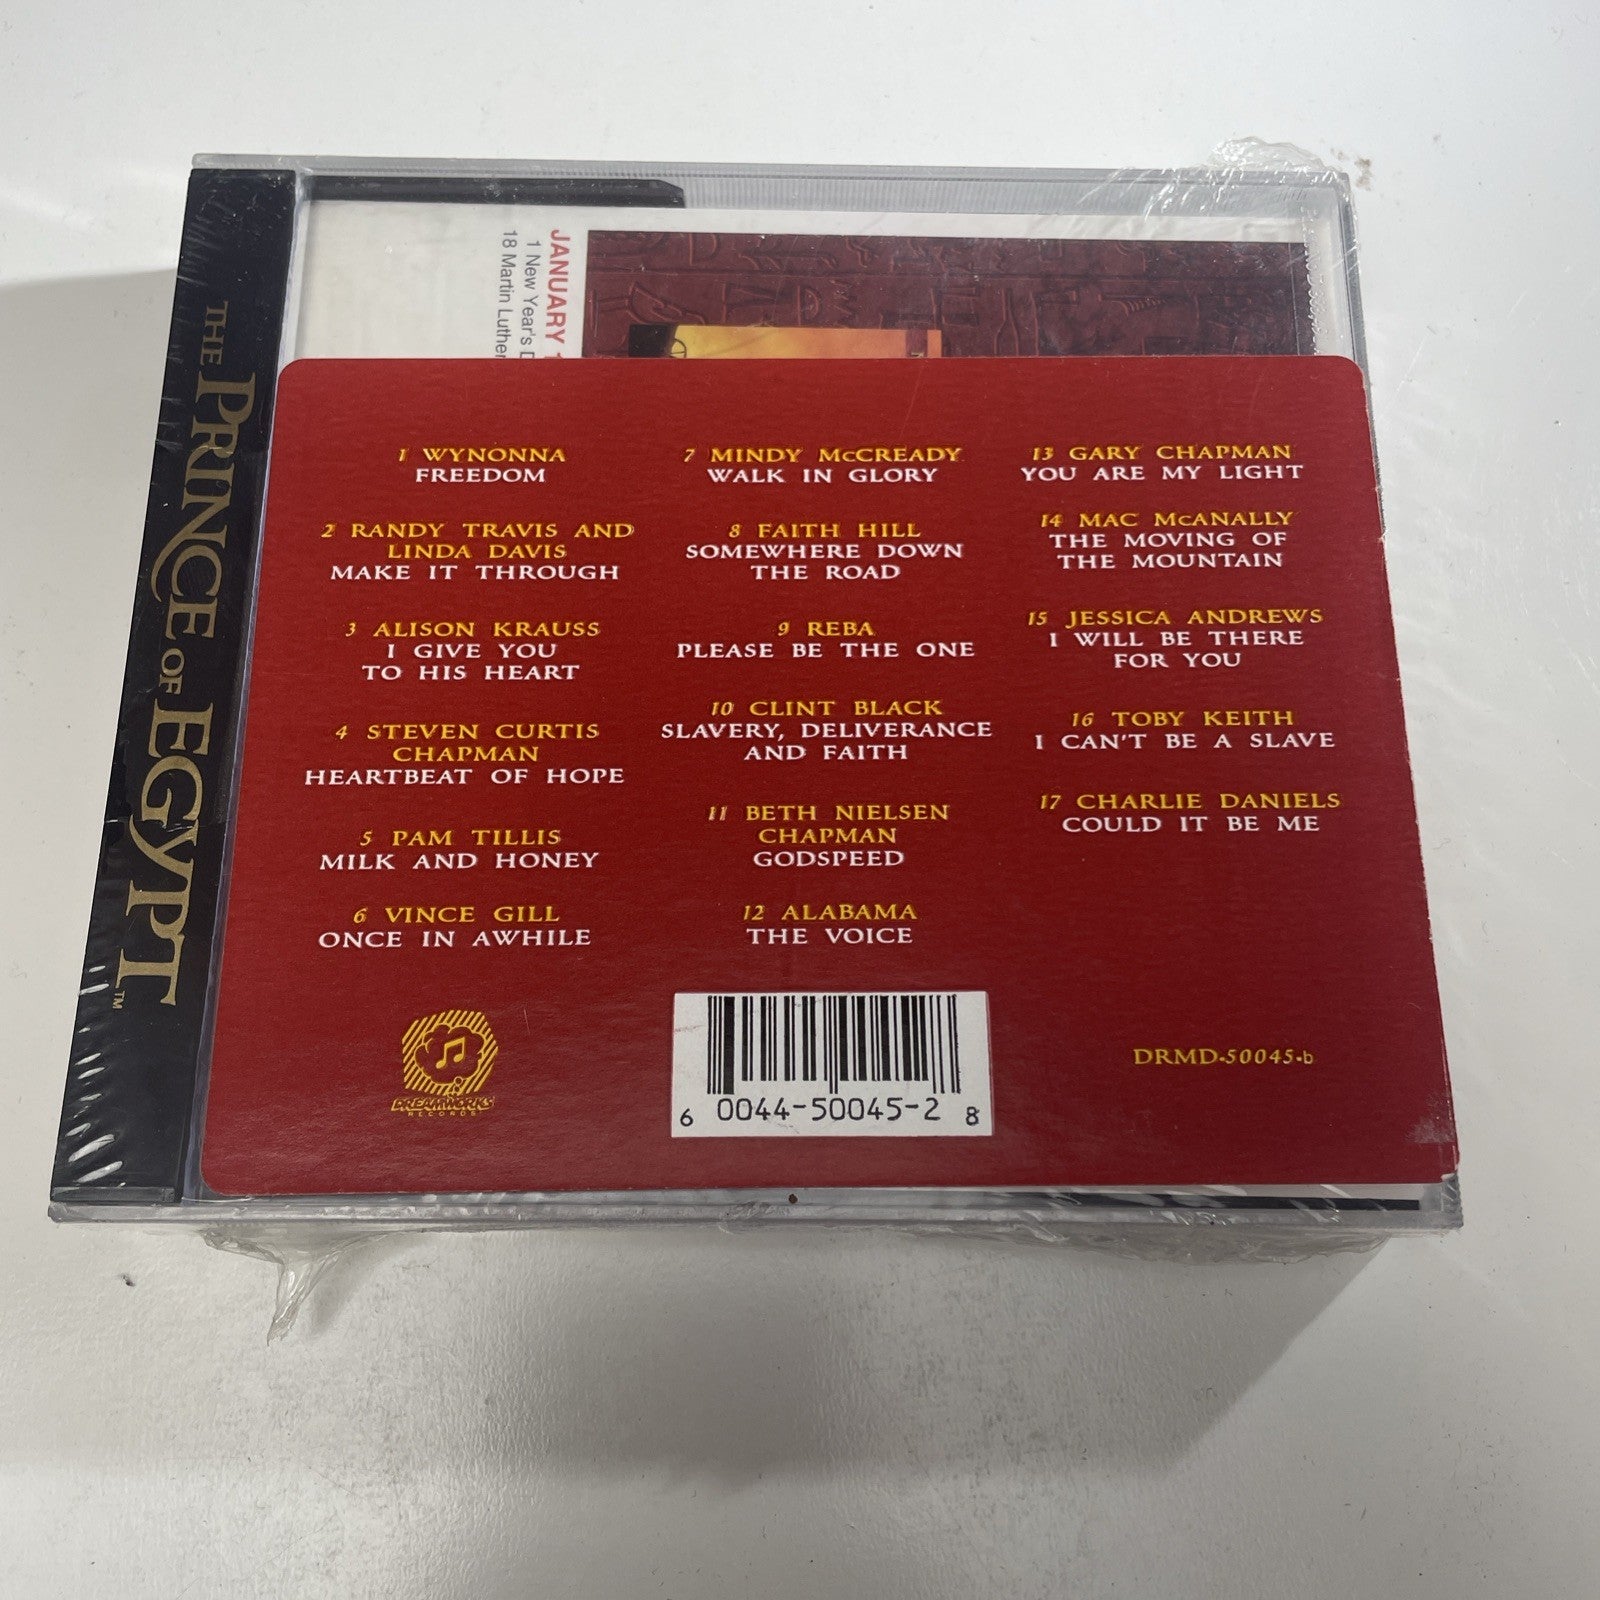 THE PRINCE OF EGYPT™
JANUARY
1 New Year's
18 Martin Luther
1 WYNONNA
FREEDOM
2 RANDY TRAVIS AND
LINDA DAVIS
MAKE IT THROUGH
3 ALISON KRAUSS
I GIVE YOU
TO HIS HEART
4 STEVEN CURTIS
CHAPMAN
HEARTBEAT OF HOPE
5 PAM TILLIS
MILK AND HONEY
6 VINCE GILL
ONCE IN AWHILE
7 MINDY McCREADY
WALK IN GLORY
8 FAITH HILL
SOMEWHERE DOWN
THE ROAD
9 REBA
PLEASE BE THE ONE
10 CLINT BLACK
SLAVERY, DELIVERANCE
AND FAITH
11 BETH NIELSEN
CHAPMAN
GODSPEED
12 ALABAMA
THE VOICE
13 GARY CHAPMAN
YOU ARE MY LIGHT
14 MAC McANALLY
THE MOVING OF
THE MOUNTAIN
15 JESSICA ANDREWS
I WILL BE THERE
FOR YOU
16 TOBY KEITH
I CAN'T BE A SLAVE
17 CHARLIE DANIELS
COULD IT BE ME
DREAMWORKS
RECORDS
6 0044-50045-2 8
DRMD-50045-b